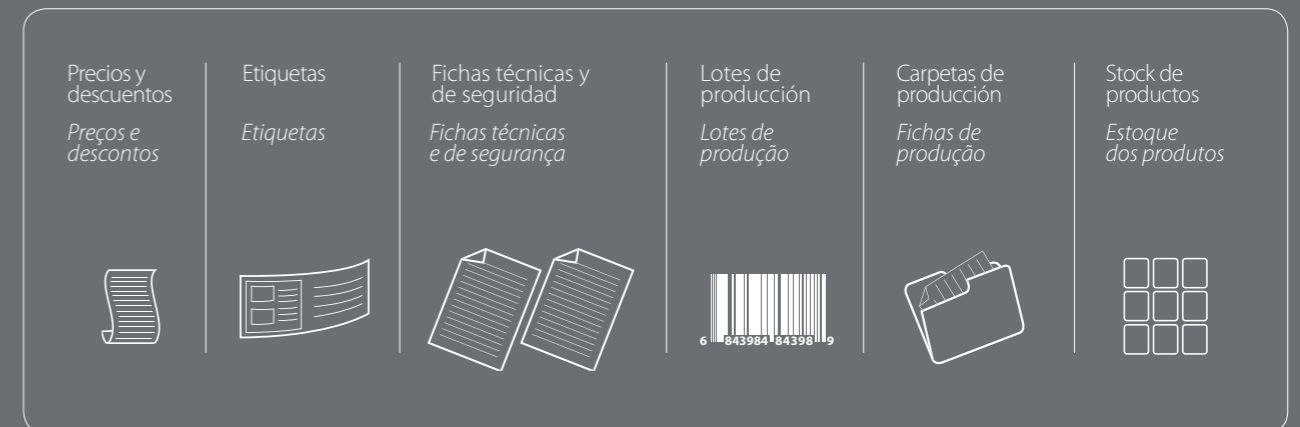 Precios y
descuentos
Preços e
descontos
Etiquetas
Etiquetas
Fichas técnicas y
de seguridad
Fichas técnicas
e de segurança
Lotes de
producción
Lotes de
produção
6 843984 84398 9
Carpetas de
producción
Fichas de
produção
Stock de
productos
Estoque
dos produtos